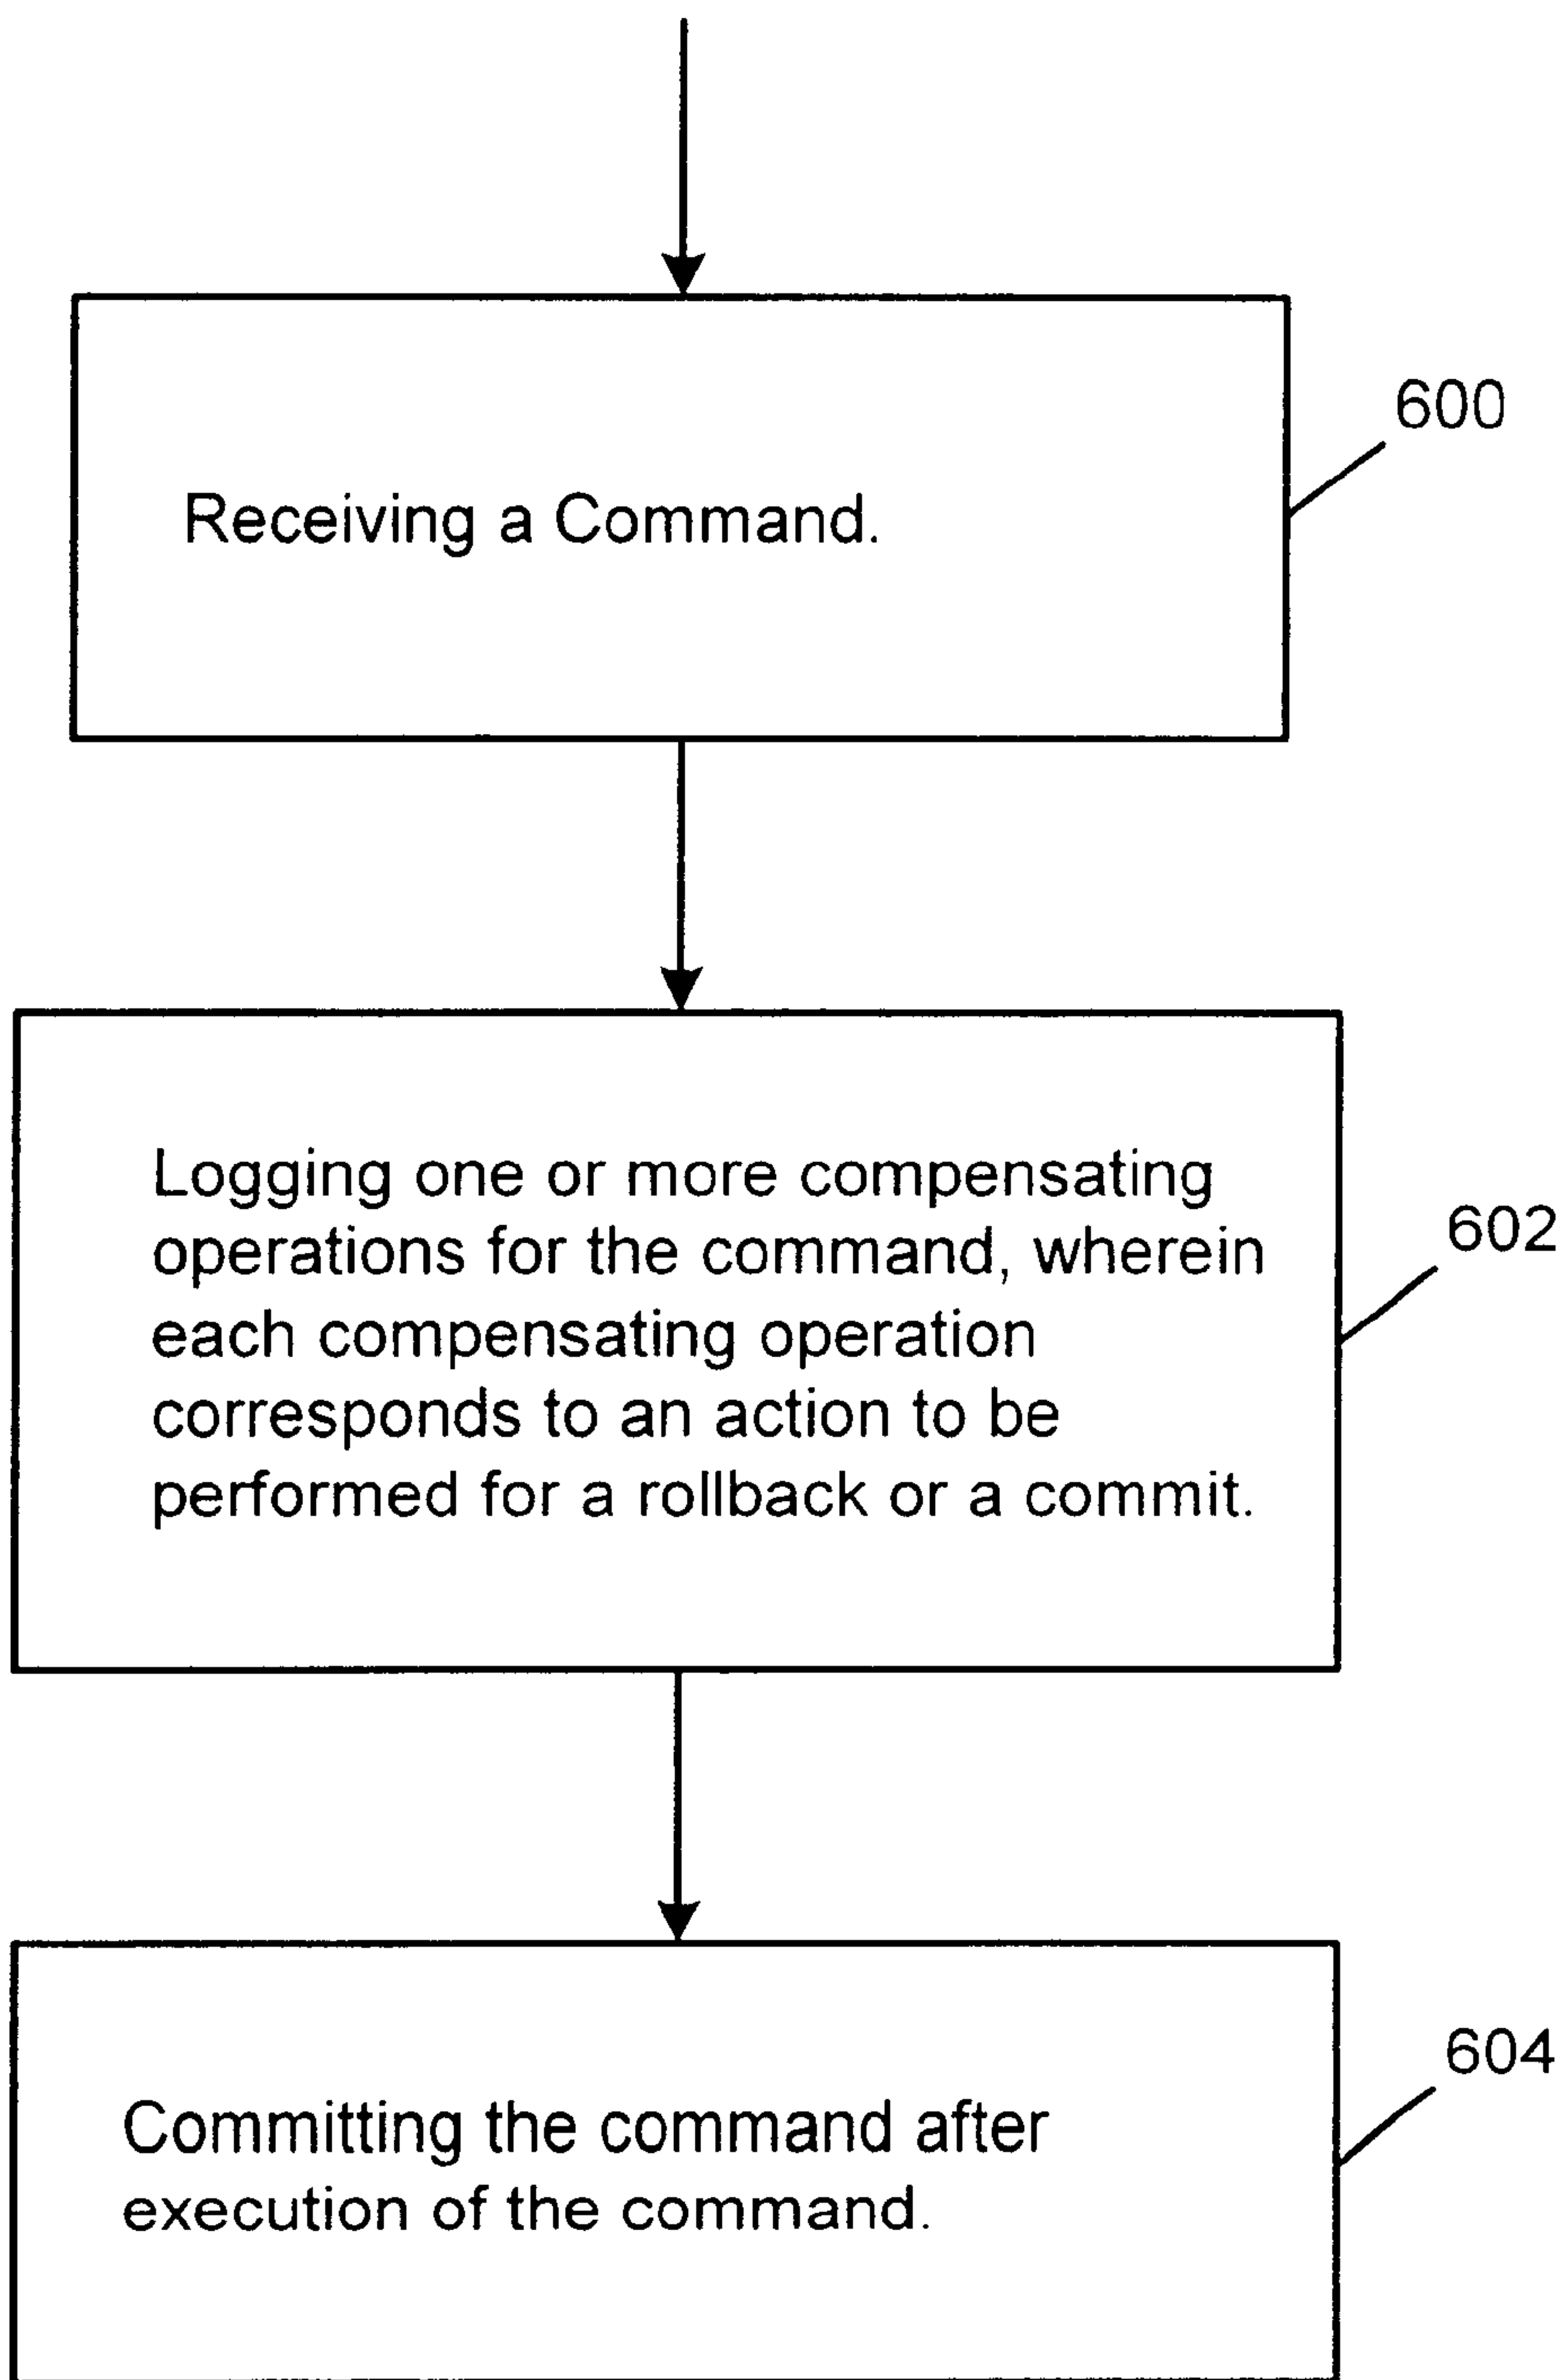 600
Receiving a Command.
Logging one or more compensating
operations for the command, wherein
each compensating operation
corresponds to an action to be
performed for a rollback or a commit.
602
604
Committing the command after
execution of the command.